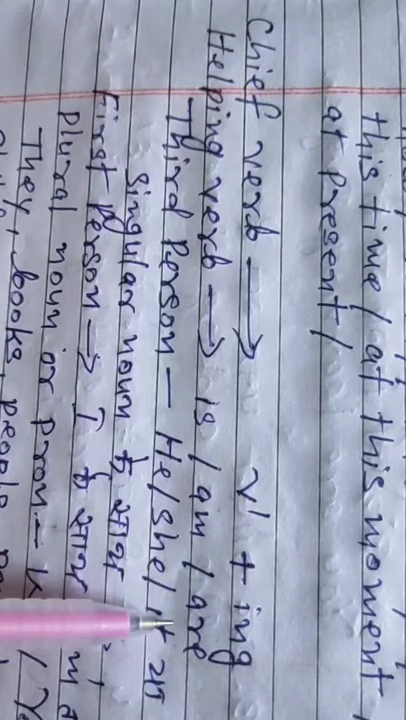 this time / at this moment
at present /
Chief verb → v' + ing
Helping verb → is / am / are
Third Person — He/she/it या
singular noun के साथ
First Person → I के साथ
plural noun or pron —
They, books, people